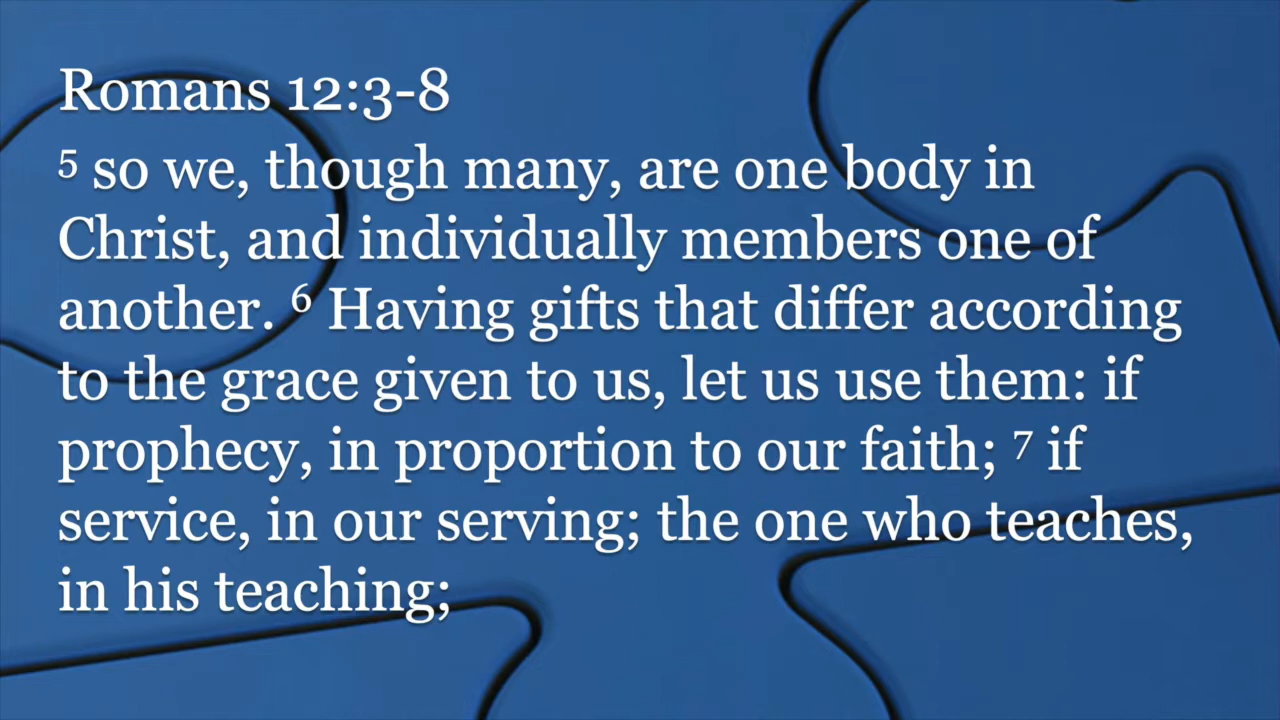 Romans 12:3-8
5 so we, though many, are one body in
Christ, and individually members one of
another. 6 Having gifts that differ according
to the grace given to us, let us use them: if
prophecy, in proportion to our faith; 7 if
service, in our serving; the one who teaches,
in his teaching;